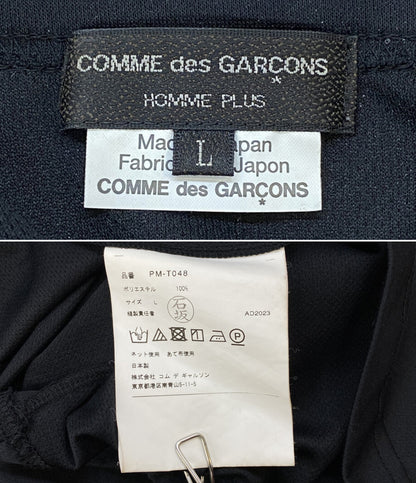 COMME des GARÇONS
HOMME PLUS
Made in Japan
Fabriqué au Japon
L
COMME des GARÇONS
品番 PM-T048
ポリエステル 100%
サイズ L
縫製責任者 石坂 AD2023
ネット使用 あて布使用
日本製
株式会社 コム デ ギャルソン
東京都港区南青山5-11-5